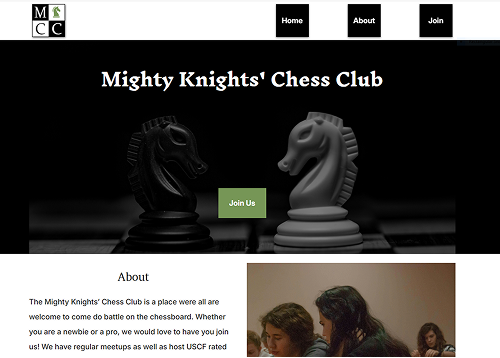 M
C C
Home About Join
Mighty Knights' Chess Club
Join Us
About
The Mighty Knights' Chess Club is a place were all are
welcome to come do battle on the chessboard. Whether
you are a newbie or a pro, we would love to have you join
us! We have regular meetups as well as host USCF rated